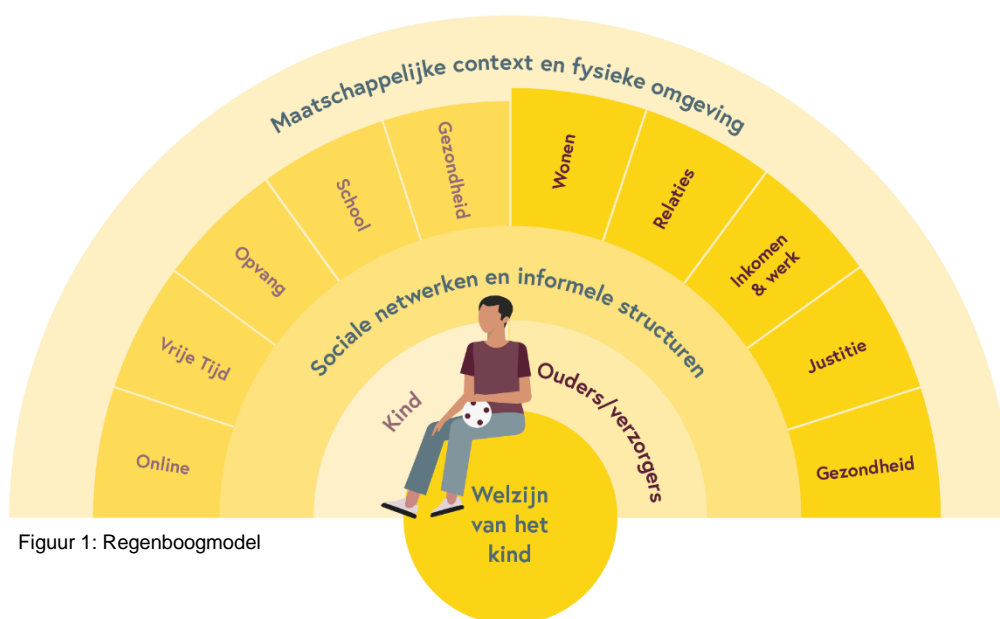 Maatschappelijke context en fysieke omgeving
Online
Vrije Tijd
Opvang
School
Gezondheid
Wonen
Relaties
Inkomen
& werk
Justitie
Gezondheid
Sociale netwerken en informele structuren
Kind
Ouders/verzorgers
Welzijn
van het
kind
Figuur 1: Regenboogmodel